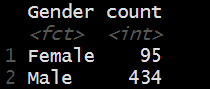 Gender count
<fct> <int>
1 Female 95
2 Male 434